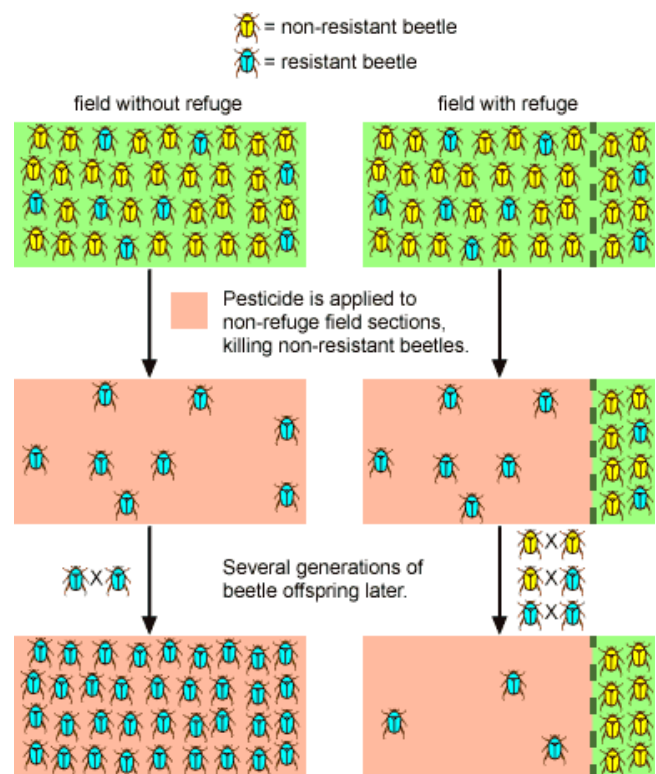 = non-resistant beetle
= resistant beetle
field without refuge
field with refuge
Pesticide is applied to
non-refuge field sections,
killing non-resistant beetles.
X
Several generations of
beetle offspring later.
X
X
X